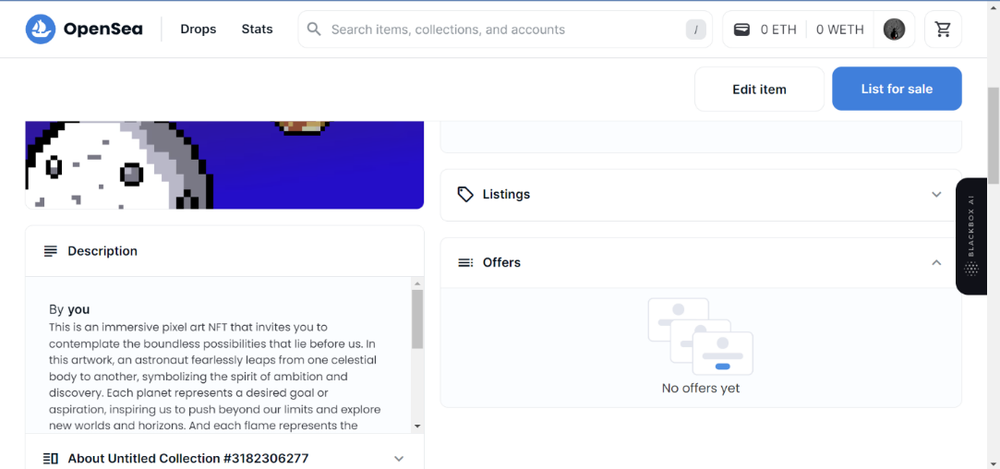 OpenSea
Drops
Stats
Search items, collections, and accounts
/
0 ETH
0 WETH
Edit item
List for sale
Listings
Offers
No offers yet
Description
By you
This is an immersive pixel art NFT that invites you to
contemplate the boundless possibilities that lie before us. In
this artwork, an astronaut fearlessly leaps from one celestial
body to another, symbolizing the spirit of ambition and
discovery. Each planet represents a desired goal or
aspiration, inspiring us to push beyond our limits and explore
new worlds and horizons. And each flame represents the
About Untitled Collection #3182306277
BLACKBOX AI